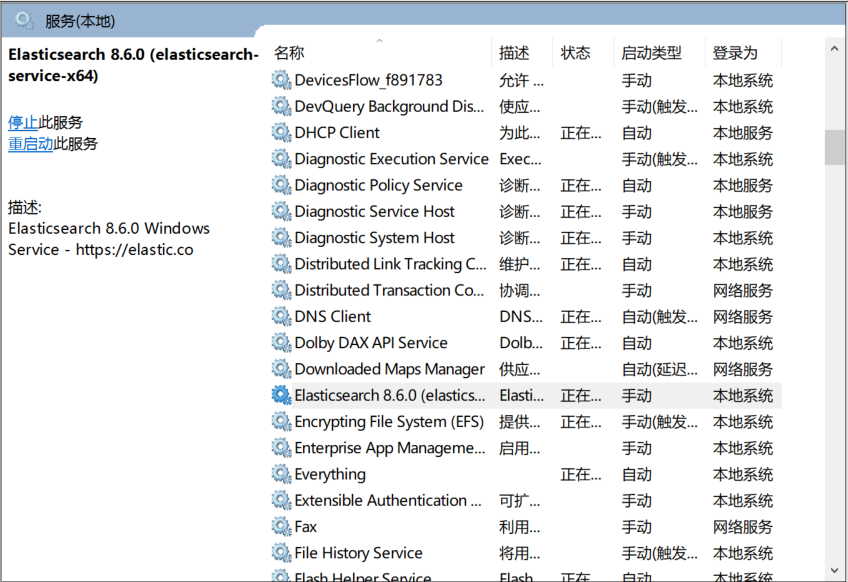 服务(本地)
Elasticsearch 8.6.0 (elasticsearch-service-x64)
停止此服务
重启动此服务
描述:
Elasticsearch 8.6.0 Windows
Service - https://elastic.co
名称 描述 状态 启动类型 登录为
DevicesFlow_f891783 允许 ... 手动 本地系统
DevQuery Background Dis... 使应... 手动(触发... 本地系统
DHCP Client 为此... 正在... 自动 本地服务
Diagnostic Execution Service Exec... 手动(触发... 本地系统
Diagnostic Policy Service 诊断... 正在... 自动 本地服务
Diagnostic Service Host 诊断... 正在... 手动 本地服务
Diagnostic System Host 诊断... 正在... 手动 本地系统
Distributed Link Tracking C... 维护... 正在... 自动 本地系统
Distributed Transaction Co... 协调... 手动 网络服务
DNS Client DNS... 正在... 自动(触发... 网络服务
Dolby DAX API Service Dolb... 正在... 自动 本地系统
Downloaded Maps Manager 供应... 自动(延迟... 网络服务
Elasticsearch 8.6.0 (elastics... Elasti... 正在... 手动 本地系统
Encrypting File System (EFS) 提供... 正在... 手动(触发... 本地系统
Enterprise App Manageme... 启用... 手动 本地系统
Everything 正在... 自动 本地系统
Extensible Authentication ... 可扩... 手动 本地系统
Fax 利用... 手动 网络服务
File History Service 将用... 手动(触发... 本地系统
Flash Helper Service Flash... 正在... 自动 本地系统